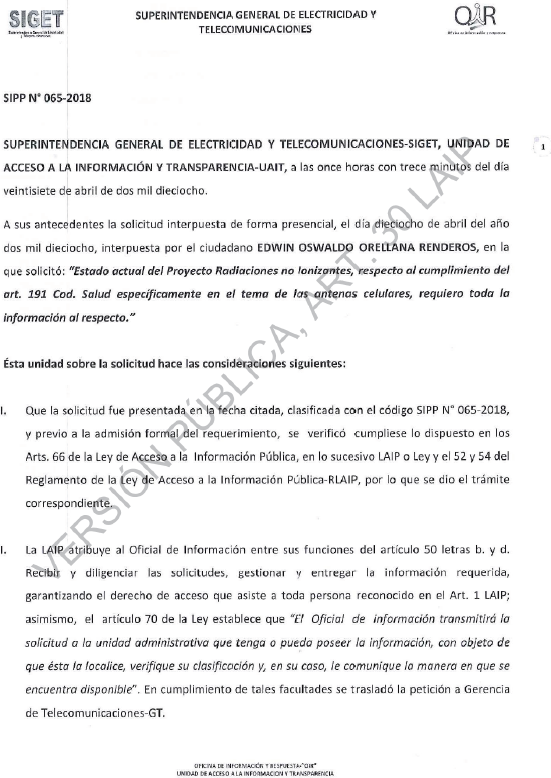 SIGET
SUPERINTENDENCIA GENERAL DE ELECTRICIDAD Y
TELECOMUNICACIONES
OIR
Oficina de Información y respuesta
SIPP N° 065-2018
SUPERINTENDENCIA GENERAL DE ELECTRICIDAD Y TELECOMUNICACIONES-SIGET, UNIDAD DE
ACCESO A LA INFORMACIÓN Y TRANSPARENCIA-UAIT, a las once horas con trece minutos del día
veintisiete de abril de dos mil dieciocho.
1
A sus antecedentes la solicitud interpuesta de forma presencial, el día dieciocho de abril del año
dos mil dieciocho, interpuesta por el ciudadano EDWIN OSWALDO ORELLANA RENDEROS, en la
que solicitó: "Estado actual del Proyecto Radiaciones no Ionizantes, respecto al cumplimiento del
art. 191 Cod. Salud específicamente en el tema de las antenas celulares, requiero toda la
información al respecto."
Ésta unidad sobre la solicitud hace las consideraciones siguientes:
I. Que la solicitud fue presentada en la fecha citada, clasificada con el código SIPP N° 065-2018,
y previo a la admisión formal del requerimiento, se verificó cumpliese lo dispuesto en los
Arts. 66 de la Ley de Acceso a la Información Pública, en lo sucesivo LAIP o Ley y el 52 y 54 del
Reglamento de la Ley de Acceso a la Información Pública-RLAIP, por lo que se dio el trámite
correspondiente.
I. La LAIP atribuye al Oficial de Información entre sus funciones del artículo 50 letras b. y d.
Recibir y diligenciar las solicitudes, gestionar y entregar la información requerida,
garantizando el derecho de acceso que asiste a toda persona reconocido en el Art. 1 LAIP;
asimismo, el artículo 70 de la Ley establece que "El Oficial de información transmitirá la
solicitud a la unidad administrativa que tenga o pueda poseer la información, con objeto de
que ésta la localice, verifique su clasificación y, en su caso, le comunique la manera en que se
encuentra disponible". En cumplimiento de tales facultades se trasladó la petición a Gerencia
de Telecomunicaciones-GT.
VERSIÓN PÚBLICA, ART. 30 LAIP
OFICINA DE INFORMACIÓN Y RESPUESTA-"OIR"
UNIDAD DE ACCESO A LA INFORMACION Y TRANSPARENCIA